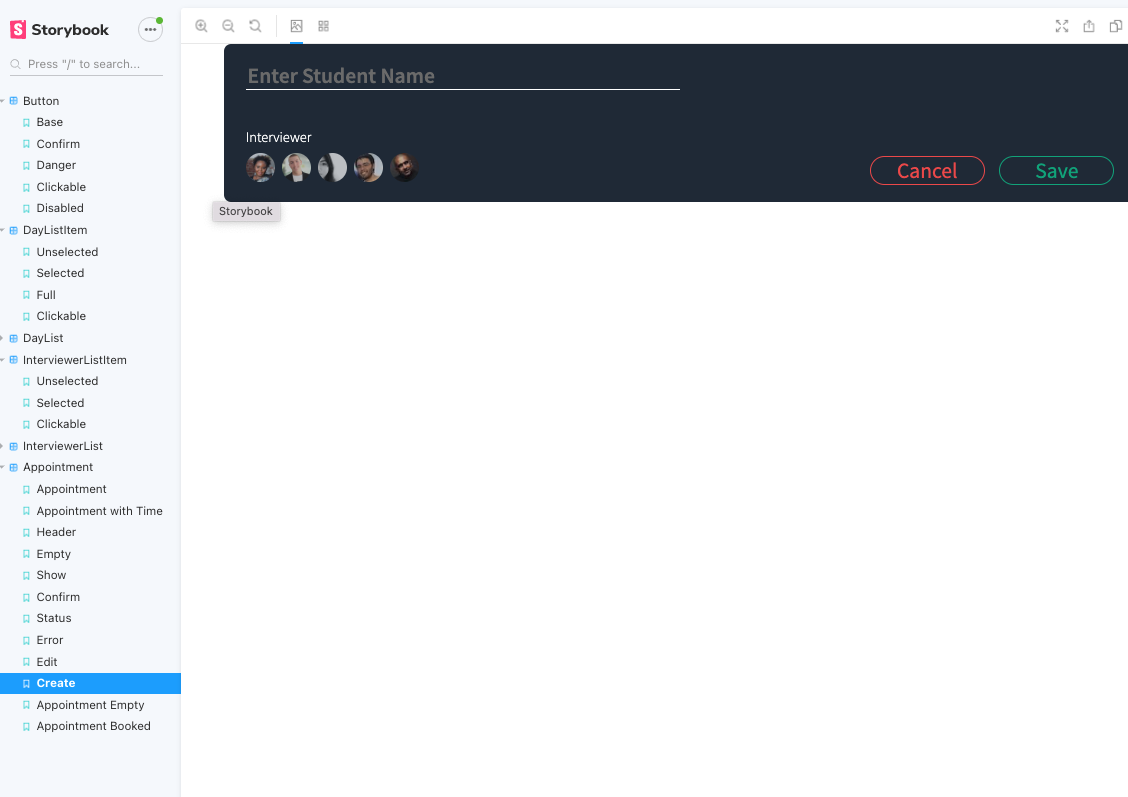 Storybook
Press "/" to search...
Button
Base
Confirm
Danger
Clickable
Disabled
DayListItem
Unselected
Selected
Full
Clickable
DayList
InterviewerListItem
Unselected
Selected
Clickable
InterviewerList
Appointment
Appointment
Appointment with Time
Header
Empty
Show
Confirm
Status
Error
Edit
Create
Appointment Empty
Appointment Booked
Enter Student Name
Interviewer
Cancel
Save
Storybook